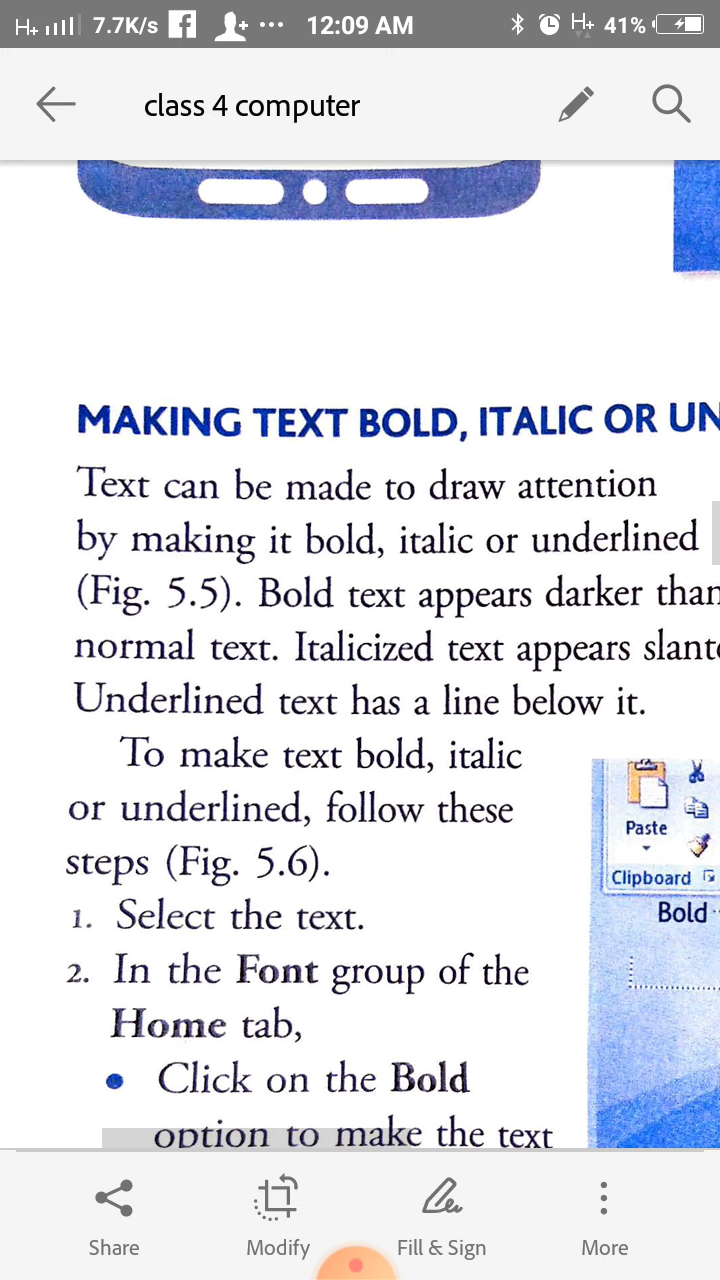 H+ 7.7K/s 12:09 AM H+ 41%
class 4 computer
MAKING TEXT BOLD, ITALIC OR UN
Text can be made to draw attention
by making it bold, italic or underlined
(Fig. 5.5). Bold text appears darker than
normal text. Italicized text appears slante
Underlined text has a line below it.
To make text bold, italic
or underlined, follow these
steps (Fig. 5.6).
1. Select the text.
2. In the Font group of the
Home tab,
• Click on the Bold
option to make the text
Paste
Clipboard
Bold
Share Modify Fill & Sign More